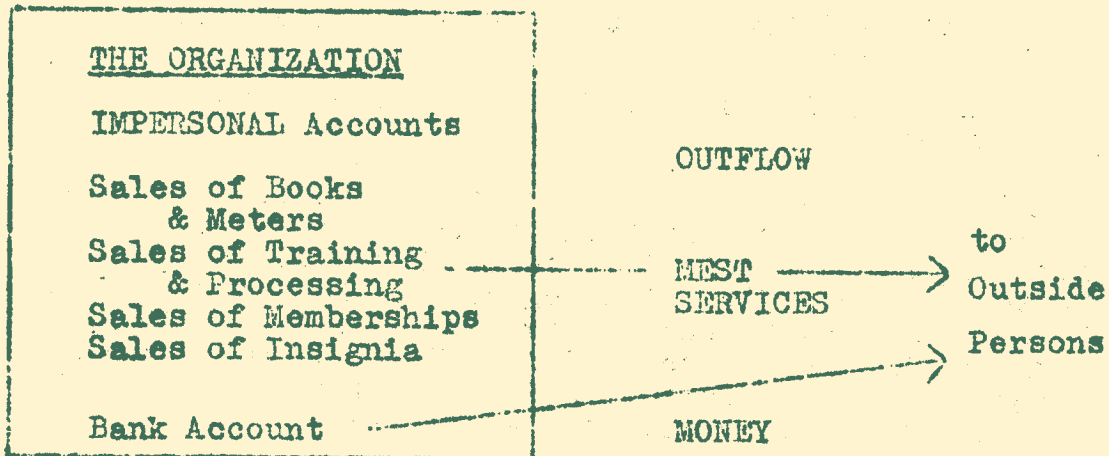 THE ORGANIZATION
IMPERSONAL Accounts
Sales of Books
& Meters
Sales of Training
& Processing
Sales of Memberships
Sales of Insignia
Bank Account
OUTFLOW
MEST
SERVICES
MONEY
to
Outside
Persons